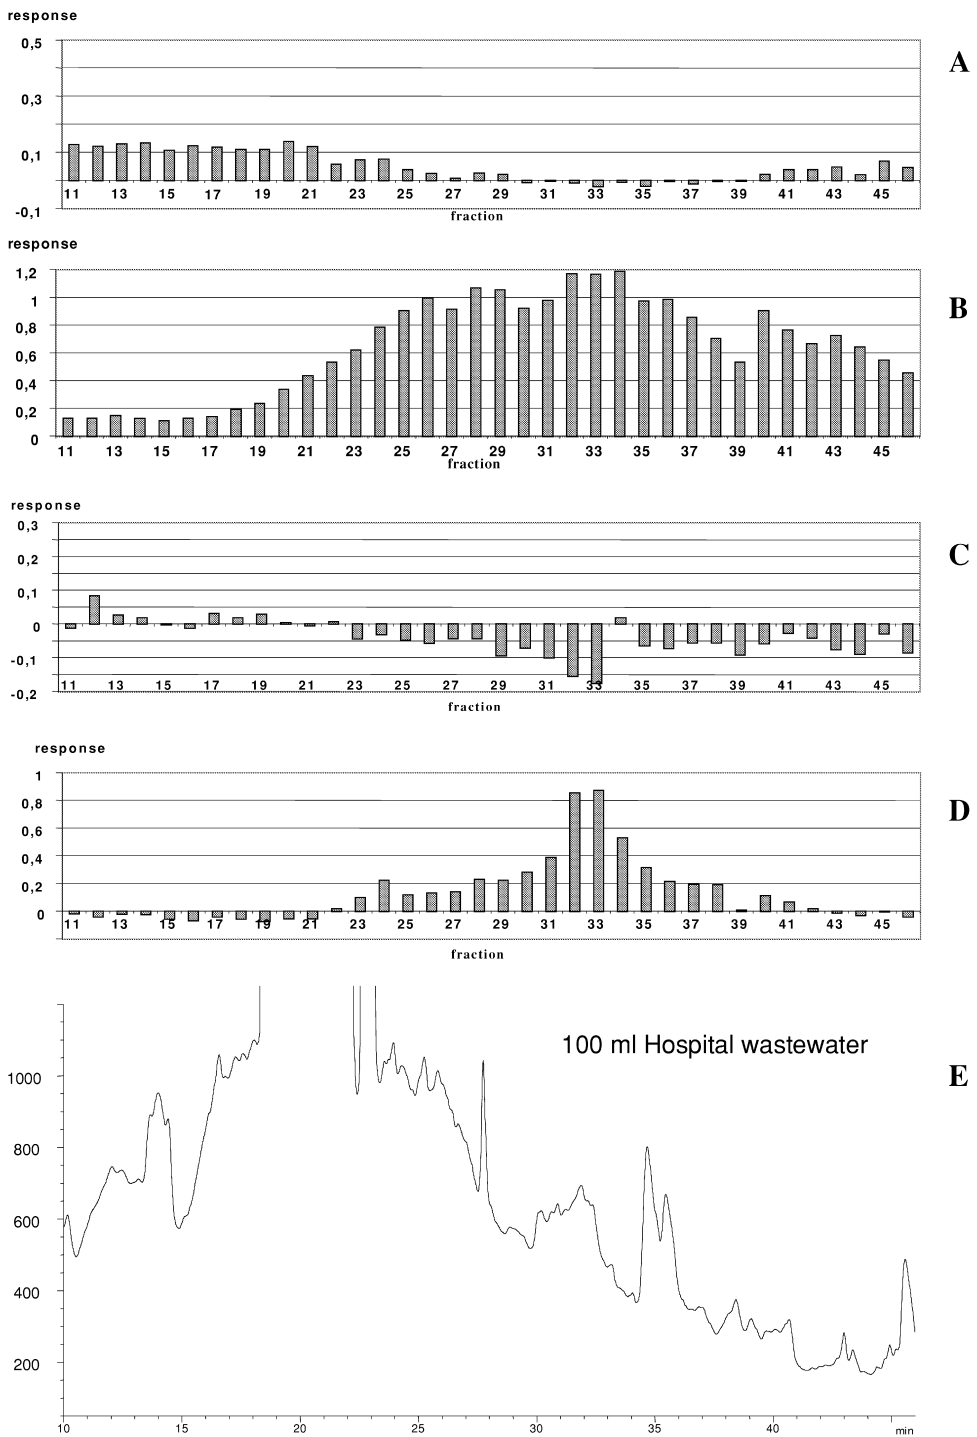 response
0,5
A
0,3
0,1
11 13 15 17 19 21 23 25 27 29 31 33 35 37 39 41 43 45
-0,1
fraction
response
1,2
1
B
0,8
0,6
0,4
0,2
0
11 13 15 17 19 21 23 25 27 29 31 33 35 37 39 41 43 45
fraction
response
0,3
0,2
C
0,1
0
-0,1
11 13 15 17 19 21 23 25 27 29 31 33 35 37 39 41 43 45
-0,2
fraction
response
1
0,8
D
0,6
0,4
0,2
0
11 13 15 17 19 21 23 25 27 29 31 33 35 37 39 41 43 45
fraction
100 ml Hospital wastewater
1000
E
800
600
400
200
10 15 20 25 30 35 40 min